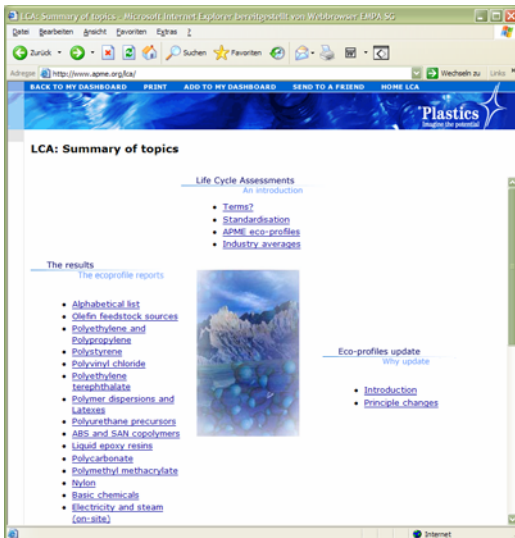 LCA: Summary of topics - Microsoft Internet Explorer bereitgestellt von Webbrowser EMPA SG
Datei Bearbeiten Ansicht Favoriten Extras ?
Zurück Suchen Favoriten
Adresse http://www.apme.org/lca/ Wechseln zu Links »
BACK TO MY DASHBOARD PRINT ADD TO MY DASHBOARD SEND TO A FRIEND HOME LCA
Plastics
Imagine the potential
LCA: Summary of topics
Life Cycle Assessments
An introduction
• Terms?
• Standardisation
• APME eco-profiles
• Industry averages
The results
The ecoprofile reports
• Alphabetical list
• Olefin feedstock sources
• Polyethylene and
Polypropylene
• Polystyrene
• Polyvinyl chloride
• Polyethylene
terephthalate
• Polymer dispersions and
Latexes
• Polyurethane precursors
• ABS and SAN copolymers
• Liquid epoxy resins
• Polycarbonate
• Polymethyl methacrylate
• Nylon
• Basic chemicals
• Electricity and steam
(on-site)
Eco-profiles update
Why update
• Introduction
• Principle changes
Internet